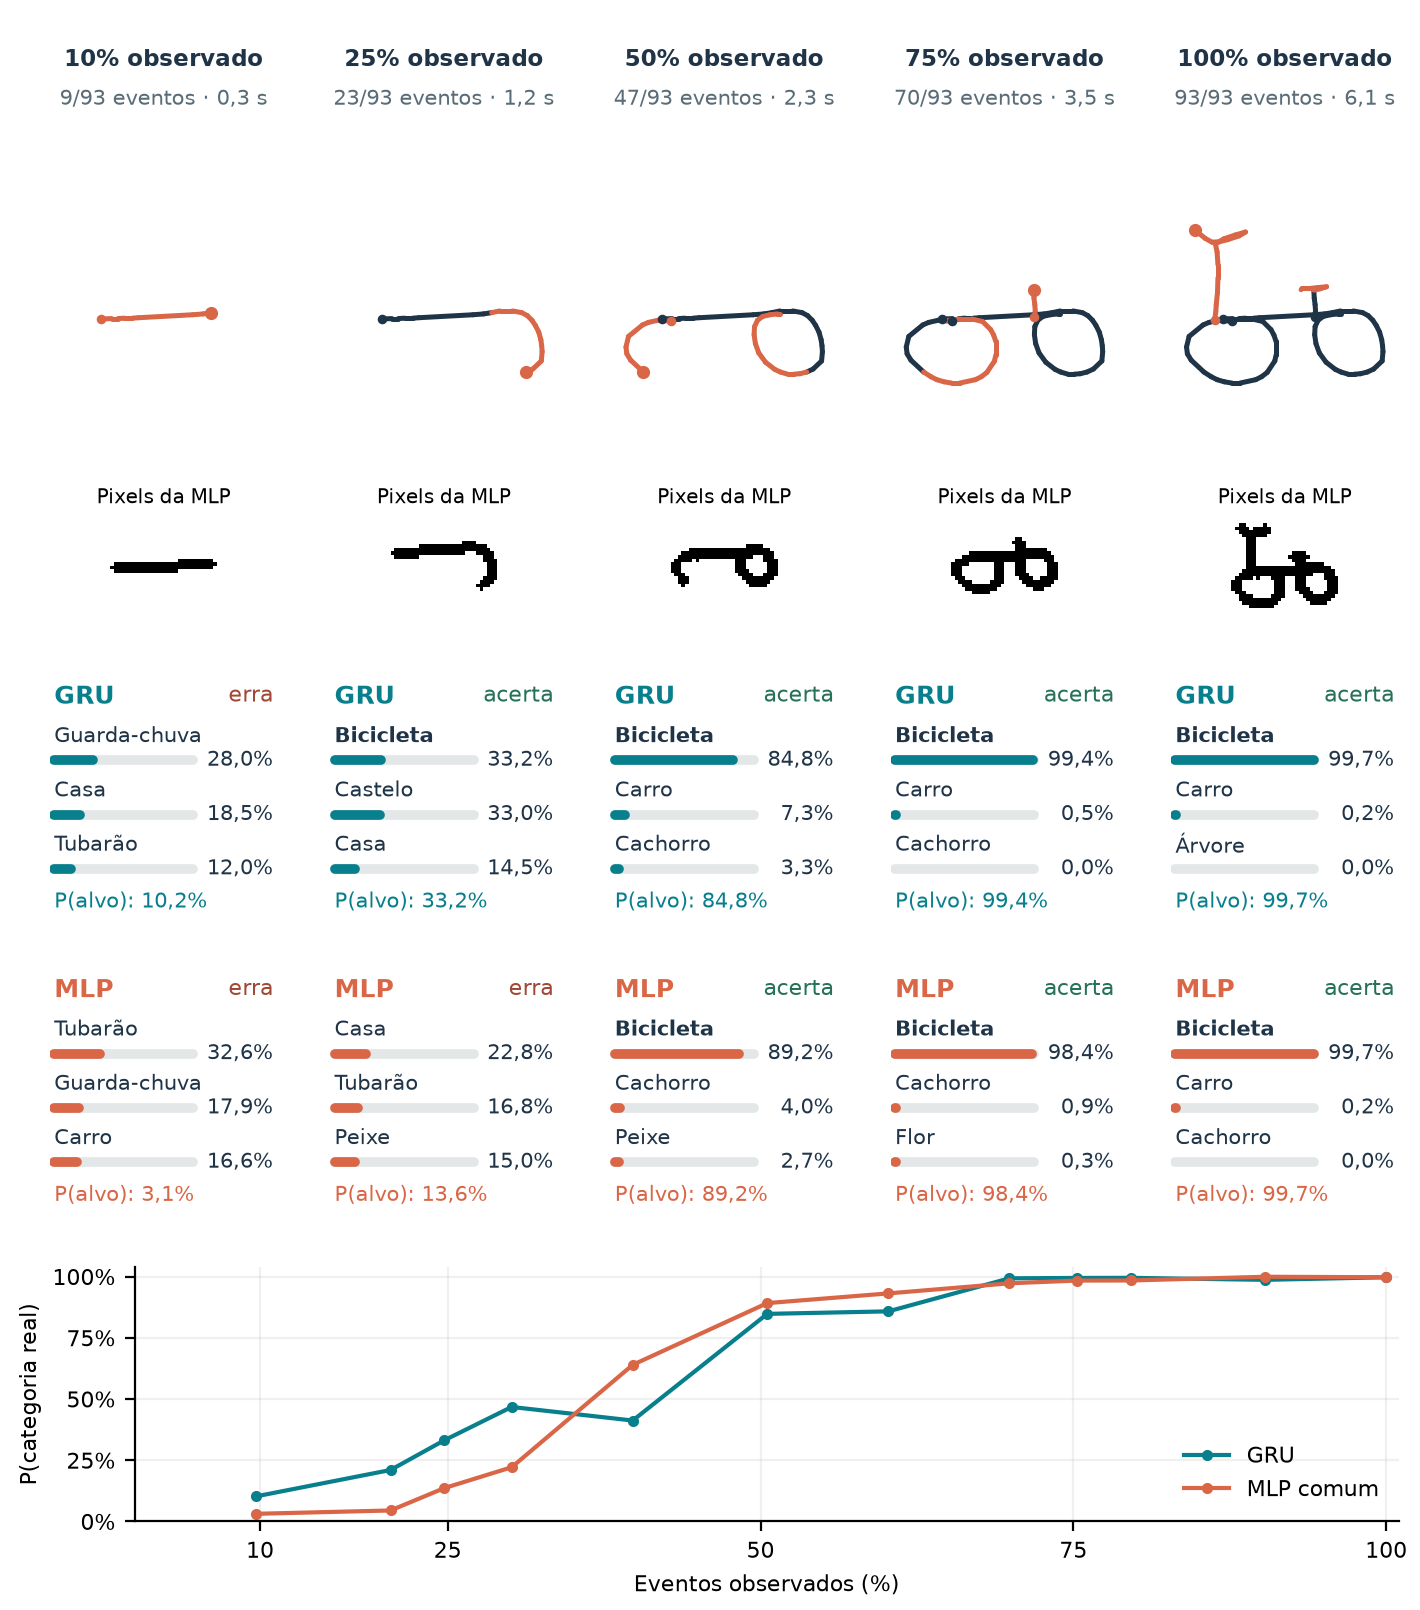 10% observado
9/93 eventos · 0,3 s
25% observado
23/93 eventos · 1,2 s
50% observado
47/93 eventos · 2,3 s
75% observado
70/93 eventos · 3,5 s
100% observado
93/93 eventos · 6,1 s
Pixels da MLP
Pixels da MLP
Pixels da MLP
Pixels da MLP
Pixels da MLP
GRU erra
Guarda-chuva
28,0%
Casa
18,5%
Tubarão
12,0%
P(alvo): 10,2%
GRU acerta
Bicicleta
33,2%
Castelo
33,0%
Casa
14,5%
P(alvo): 33,2%
GRU acerta
Bicicleta
84,8%
Carro
7,3%
Cachorro
3,3%
P(alvo): 84,8%
GRU acerta
Bicicleta
99,4%
Carro
0,5%
Cachorro
0,0%
P(alvo): 99,4%
GRU acerta
Bicicleta
99,7%
Carro
0,2%
Árvore
0,0%
P(alvo): 99,7%
MLP erra
Tubarão
32,6%
Guarda-chuva
17,9%
Carro
16,6%
P(alvo): 3,1%
MLP erra
Casa
22,8%
Tubarão
16,8%
Peixe
15,0%
P(alvo): 13,6%
MLP acerta
Bicicleta
89,2%
Cachorro
4,0%
Peixe
2,7%
P(alvo): 89,2%
MLP acerta
Bicicleta
98,4%
Cachorro
0,9%
Flor
0,3%
P(alvo): 98,4%
MLP acerta
Bicicleta
99,7%
Carro
0,2%
Cachorro
0,0%
P(alvo): 99,7%
P(categoria real)
100%
75%
50%
25%
0%
GRU
MLP comum
10 25 50 75 100
Eventos observados (%)